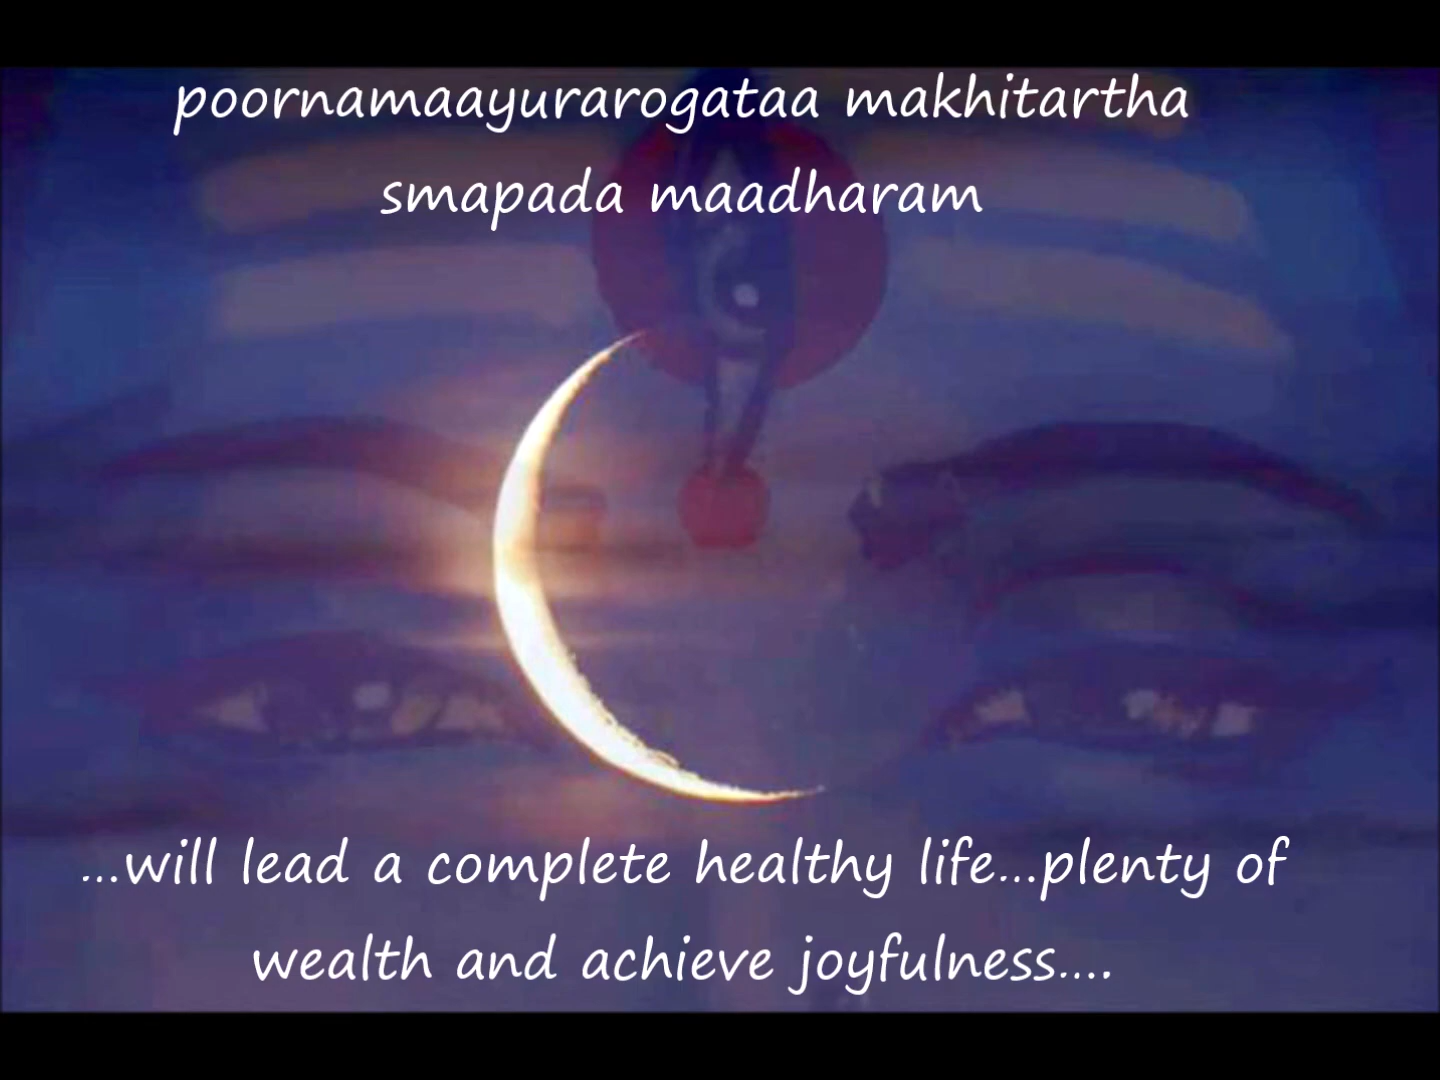 poornamaayurarogataa makhitartha
smapada maadharam
...will lead a complete healthy life...plenty of
wealth and achieve joyfulness....